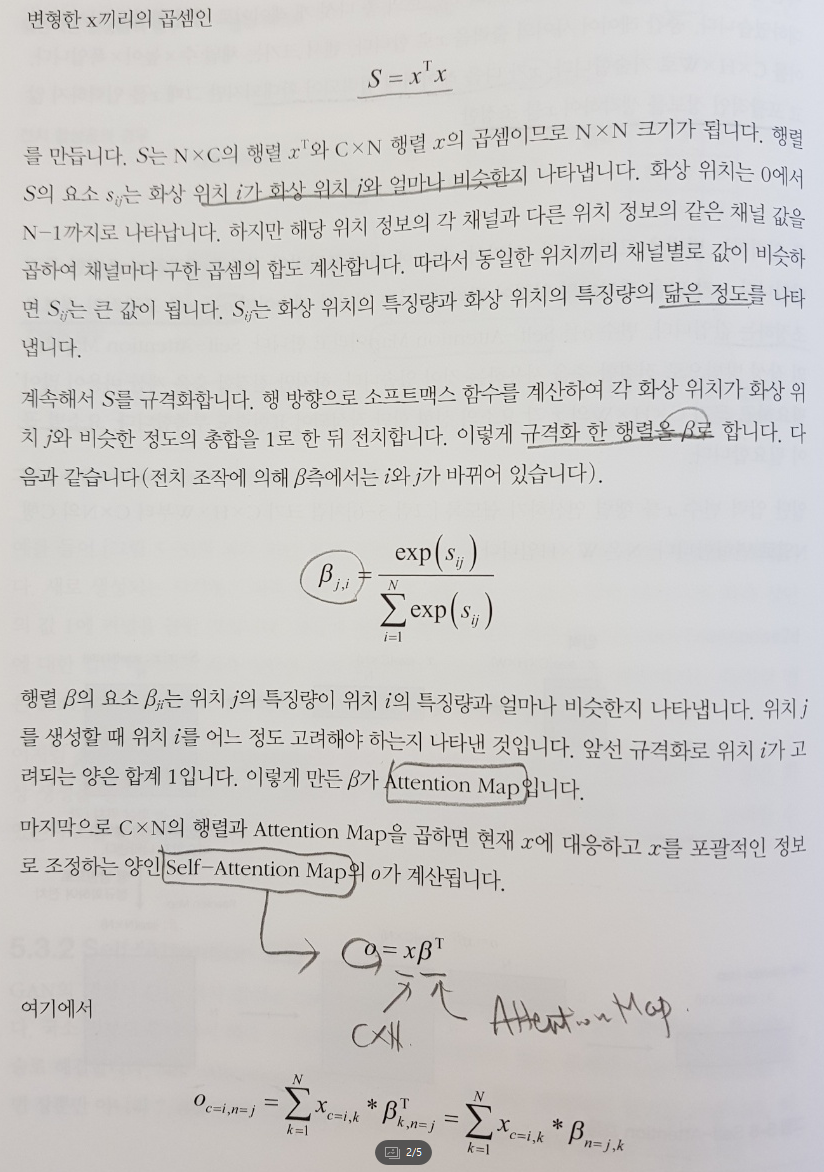 변형한 x끼리의 곱셈인
S = xᵀx
를 만듭니다. S는 N×C의 행렬 xᵀ와 C×N 행렬 x의 곱셈이므로 N×N 크기가 됩니다. 행렬
S의 요소 sᵢⱼ는 화상 위치 i가 화상 위치 j와 얼마나 비슷한지 나타냅니다. 화상 위치는 0에서
N-1까지로 나타납니다. 하지만 해당 위치 정보의 각 채널과 다른 위치 정보의 같은 채널 값을
곱하여 채널마다 구한 곱셈의 합도 계산합니다. 따라서 동일한 위치끼리 채널별로 값이 비슷하
면 Sᵢⱼ는 큰 값이 됩니다. Sᵢⱼ는 화상 위치의 특징량과 화상 위치의 특징량의 닮은 정도를 나타
냅니다.
계속해서 S를 규격화합니다. 행 방향으로 소프트맥스 함수를 계산하여 각 화상 위치가 화상 위
치 j와 비슷한 정도의 총합을 1로 한 뒤 전치합니다. 이렇게 규격화 한 행렬을 β로 합니다. 다
음과 같습니다(전치 조작에 의해 β측에서는 i와 j가 바뀌어 있습니다).
β_{j,i} = exp(s_{ij}) / ∑_{i=1}^{N} exp(s_{ij})
행렬 β의 요소 βⱼᵢ는 위치 j의 특징량이 위치 i의 특징량과 얼마나 비슷한지 나타냅니다. 위치 j
를 생성할 때 위치 i를 어느 정도 고려해야 하는지 나타낸 것입니다. 앞선 규격화로 위치 i가 고
려되는 양은 합계 1입니다. 이렇게 만든 β가 Attention Map입니다.
마지막으로 C×N의 행렬과 Attention Map을 곱하면 현재 x에 대응하고 x를 포괄적인 정보
로 조정하는 양인 Self-Attention Map의 o가 계산됩니다.
o = xβᵀ
여기에서 Attention Map.
C×N.
o_{c=i,n=j} = ∑_{k=1}^{N} x_{c=i,k} * β^T_{k,n=j} = ∑_{k=1}^{N} x_{c=i,k} * β_{n=j,k}
2/5